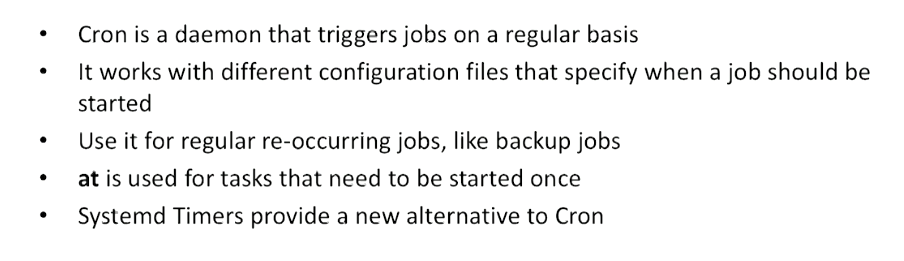 • Cron is a daemon that triggers jobs on a regular basis
• It works with different configuration files that specify when a job should be
started
• Use it for regular re-occurring jobs, like backup jobs
• at is used for tasks that need to be started once
• Systemd Timers provide a new alternative to Cron